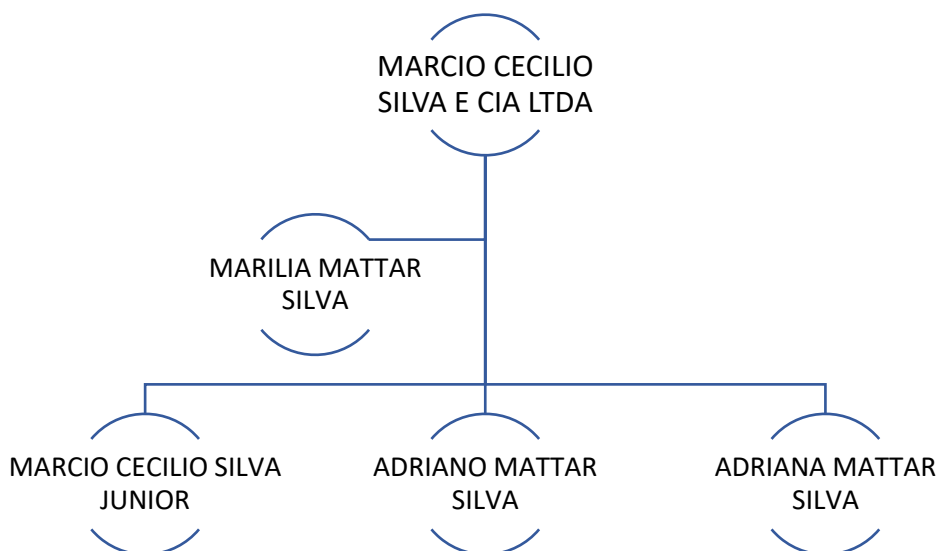 MARCIO CECILIO
SILVA E CIA LTDA
MARILIA MATTAR
SILVA
MARCIO CECILIO SILVA
JUNIOR
ADRIANO MATTAR
SILVA
ADRIANA MATTAR
SILVA